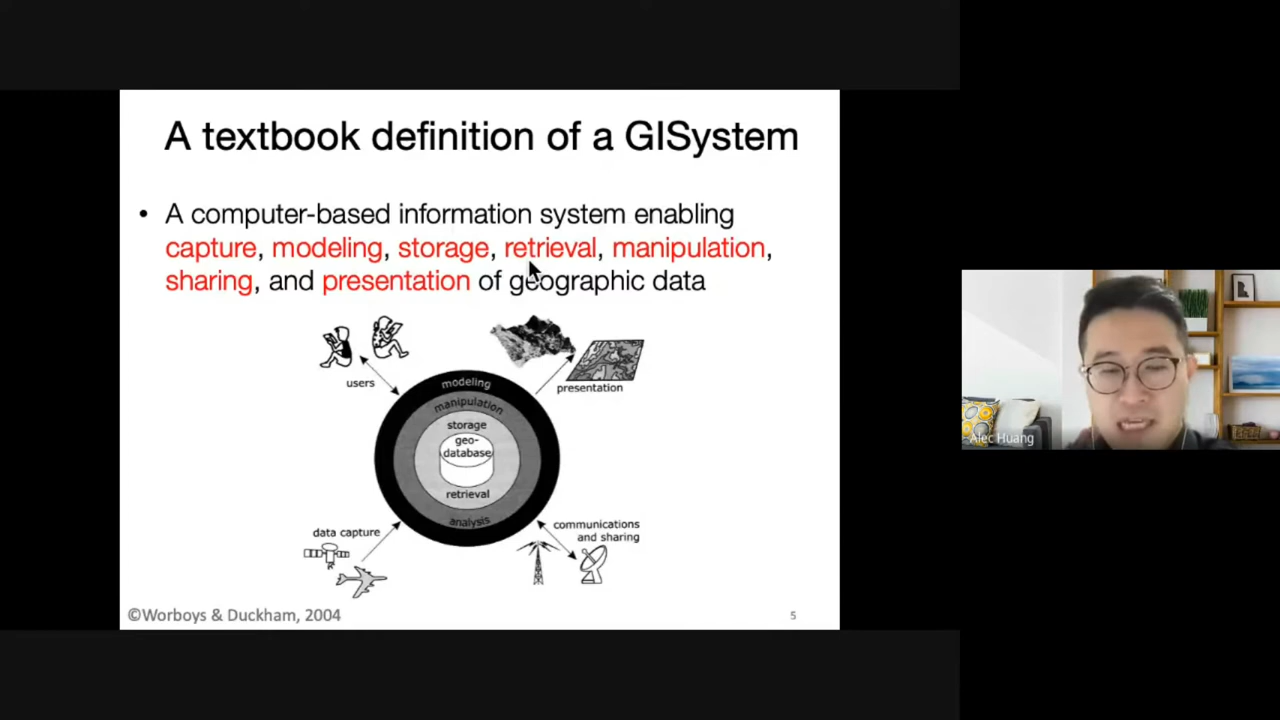 A textbook definition of a GISystem
• A computer-based information system enabling
capture, modeling, storage, retrieval, manipulation,
sharing, and presentation of geographic data
users
presentation
modeling
manipulation
storage
geo-
database
retrieval
analysis
data capture
communications
and sharing
©Worboys & Duckham, 2004
5
Alec Huang